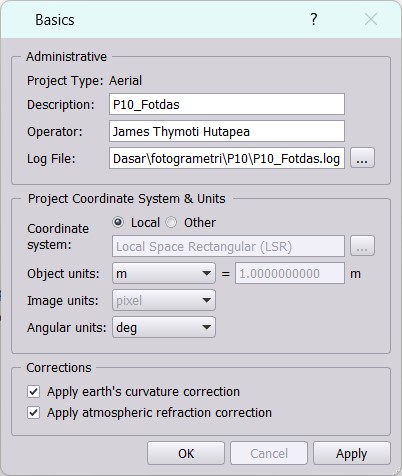 Basics ?
Administrative
Project Type: Aerial
Description: P10_Fotdas
Operator: James Thymoti Hutapea
Log File: Dasar\fotogrametri\P10\P10_Fotdas.log ...
Project Coordinate System & Units
Coordinate system: Local Other
Local Space Rectangular (LSR) ...
Object units: m = 1.0000000000 m
Image units: pixel
Angular units: deg
Corrections
Apply earth's curvature correction
Apply atmospheric refraction correction
OK Cancel Apply